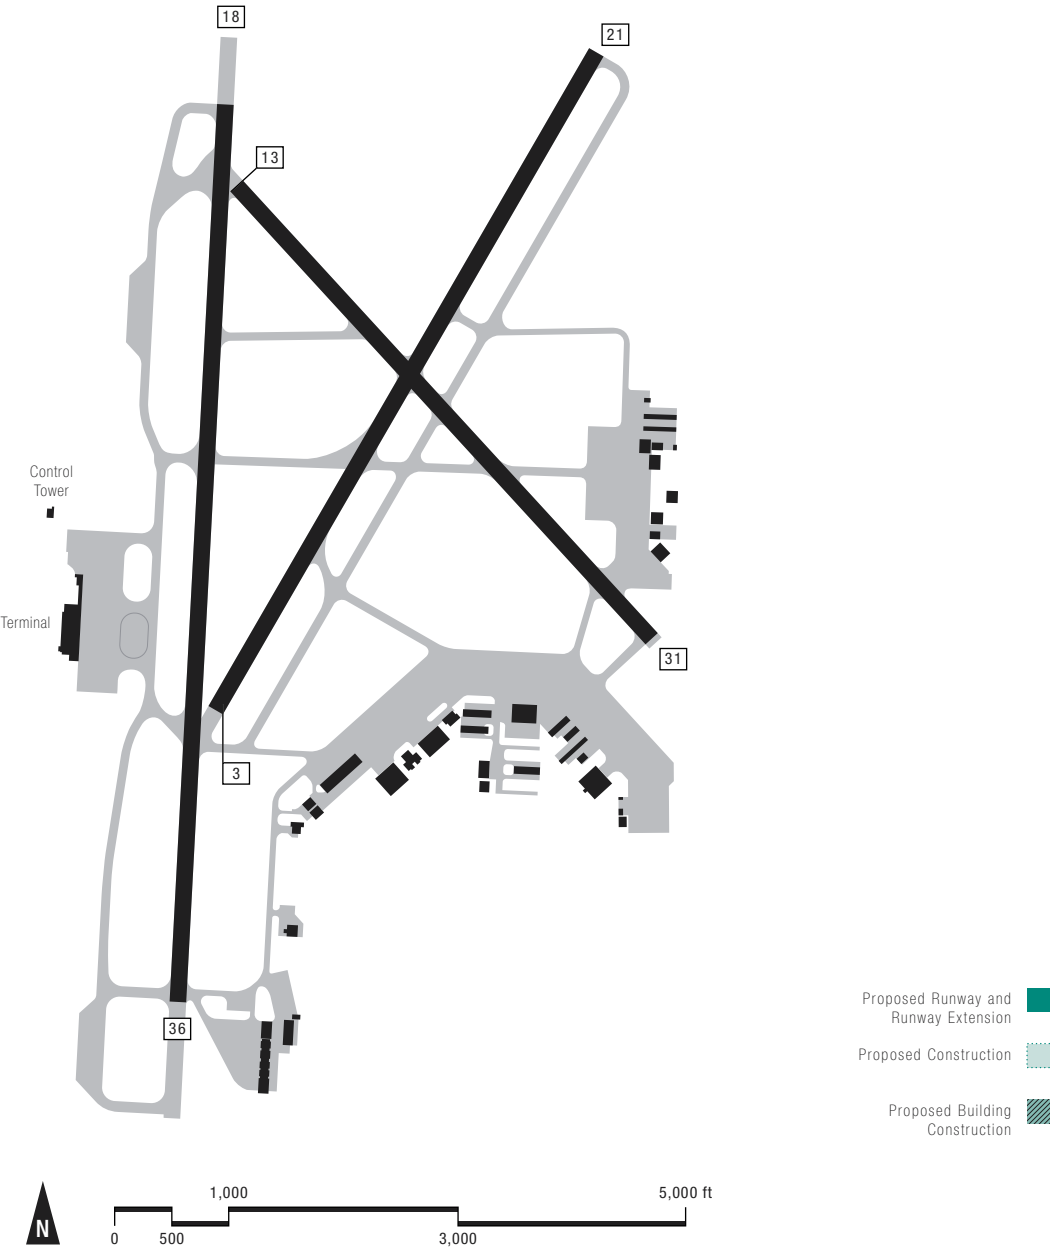 18
21
13
Control
Tower
Terminal
31
3
Proposed Runway and
Runway Extension
36
Proposed Construction
Proposed Building
Construction
1,000
5,000 ft
N
0
500
3,000